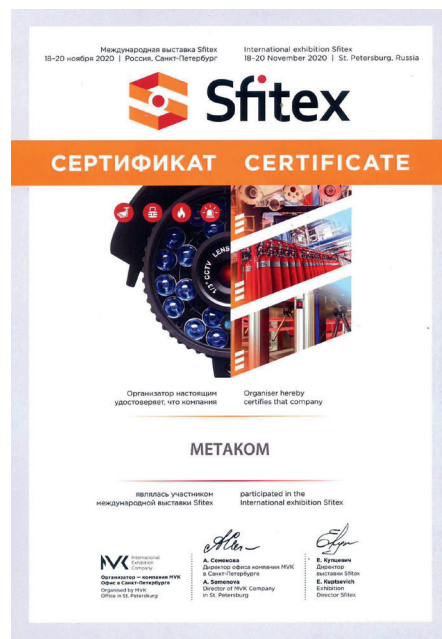 Международная выставка Sfitex
18-20 ноября 2020 | Россия, Санкт-Петербург
International exhibition Sfitex
18-20 November 2020 | St. Petersburg, Russia
Sfitex
СЕРТИФИКАТ CERTIFICATE
1/3" CCTV LENS
Организатор настоящим
удостоверяет, что компания
Organiser hereby
certifies that company
МЕТАКОМ
являлась участником
международной выставки Sfitex
participated in the
International exhibition Sfitex
MVK International
Exhibition
Company
Организатор — компания MVK
Офис в Санкт-Петербурге
Organised by MVK
Office in St. Petersburg
А. Семенова
Директор офиса компании MVK
в Санкт-Петербурге
A. Semenova
Director of MVK Company
in St. Petersburg
Е. Купцевич
Директор
выставки Sfitex
E. Kuptsevich
Exhibition
Director Sfitex